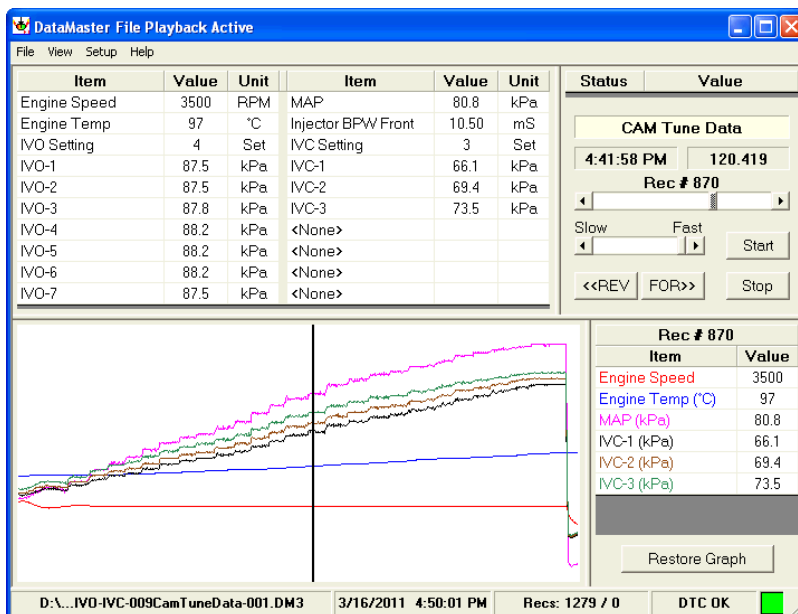 DataMaster File Playback Active
File View Setup Help
Item Value Unit Item Value Unit
Engine Speed 3500 RPM MAP 80.8 kPa
Engine Temp 97 °C Injector BPW Front 10.50 mS
IVO Setting 4 Set IVC Setting 3 Set
IVO-1 87.5 kPa IVC-1 66.1 kPa
IVO-2 87.5 kPa IVC-2 69.4 kPa
IVO-3 87.8 kPa IVC-3 73.5 kPa
IVO-4 88.2 kPa <None>
IVO-5 88.2 kPa <None>
IVO-6 88.2 kPa <None>
IVO-7 87.5 kPa <None>
Status Value
CAM Tune Data
4:41:58 PM 120.419
Rec # 870
Slow Fast
Start
<<REV FOR>> Stop
Rec # 870
Item Value
Engine Speed 3500
Engine Temp (°C) 97
MAP (kPa) 80.8
IVC-1 (kPa) 66.1
IVC-2 (kPa) 69.4
IVC-3 (kPa) 73.5
Restore Graph
D:\...IVO-IVC-009CamTuneData-001.DM3 3/16/2011 4:50:01 PM Recs: 1279 / 0 DTC OK